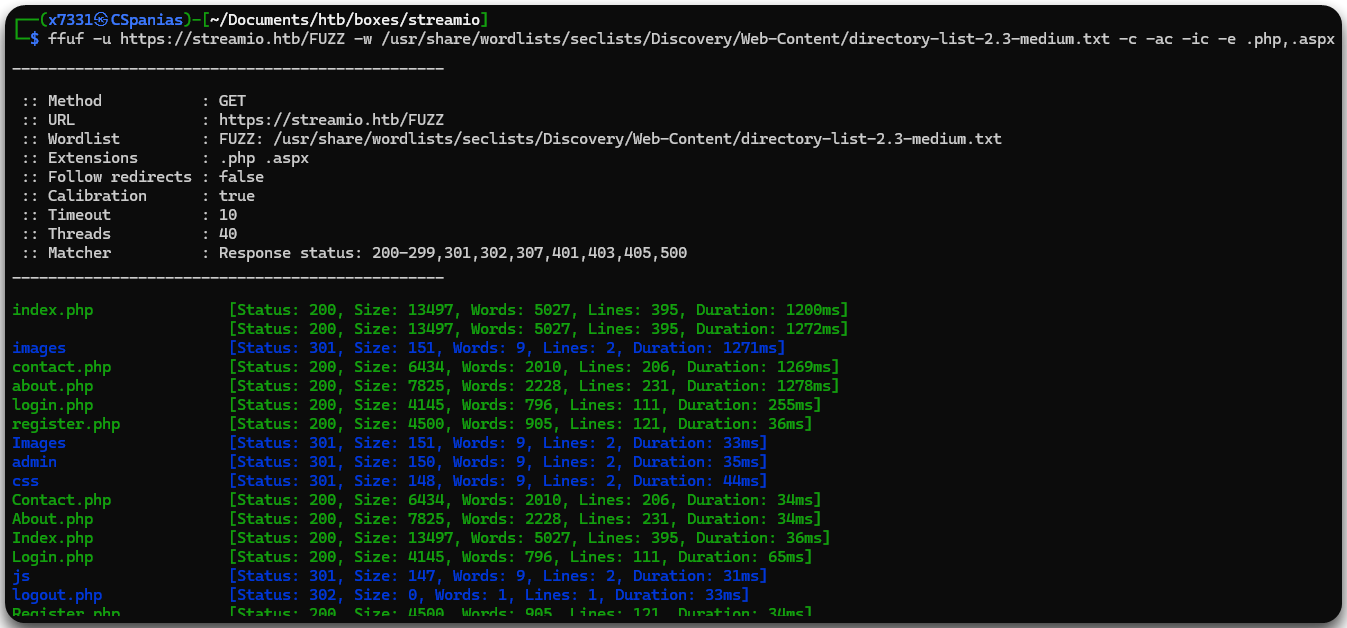 ┌──(x7331㉿CSpanias)-[~/Documents/htb/boxes/streamio]
└─$ ffuf -u https://streamio.htb/FUZZ -w /usr/share/wordlists/seclists/Discovery/Web-Content/directory-list-2.3-medium.txt -c -ac -ic -e .php,.aspx
________________________________________________
:: Method : GET
:: URL : https://streamio.htb/FUZZ
:: Wordlist : FUZZ: /usr/share/wordlists/seclists/Discovery/Web-Content/directory-list-2.3-medium.txt
:: Extensions : .php .aspx
:: Follow redirects : false
:: Calibration : true
:: Timeout : 10
:: Threads : 40
:: Matcher : Response status: 200-299,301,302,307,401,403,405,500
________________________________________________
index.php [Status: 200, Size: 13497, Words: 5027, Lines: 395, Duration: 1200ms]
[Status: 200, Size: 13497, Words: 5027, Lines: 395, Duration: 1272ms]
images [Status: 301, Size: 151, Words: 9, Lines: 2, Duration: 1271ms]
contact.php [Status: 200, Size: 6434, Words: 2010, Lines: 206, Duration: 1269ms]
about.php [Status: 200, Size: 7825, Words: 2228, Lines: 231, Duration: 1278ms]
login.php [Status: 200, Size: 4145, Words: 796, Lines: 111, Duration: 255ms]
register.php [Status: 200, Size: 4500, Words: 905, Lines: 121, Duration: 36ms]
Images [Status: 301, Size: 151, Words: 9, Lines: 2, Duration: 33ms]
admin [Status: 301, Size: 150, Words: 9, Lines: 2, Duration: 35ms]
css [Status: 301, Size: 148, Words: 9, Lines: 2, Duration: 44ms]
Contact.php [Status: 200, Size: 6434, Words: 2010, Lines: 206, Duration: 34ms]
About.php [Status: 200, Size: 7825, Words: 2228, Lines: 231, Duration: 34ms]
Index.php [Status: 200, Size: 13497, Words: 5027, Lines: 395, Duration: 36ms]
Login.php [Status: 200, Size: 4145, Words: 796, Lines: 111, Duration: 65ms]
js [Status: 301, Size: 147, Words: 9, Lines: 2, Duration: 31ms]
logout.php [Status: 302, Size: 0, Words: 1, Lines: 1, Duration: 33ms]
Register.php [Status: 200, Size: 4500, Words: 905, Lines: 121, Duration: 34ms]